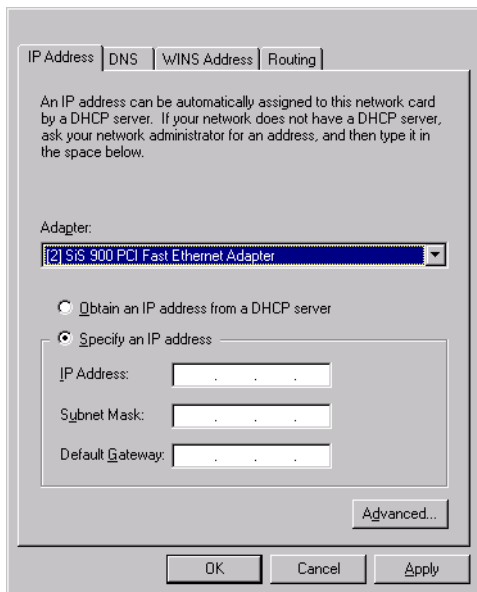 IP Address DNS WINS Address Routing
An IP address can be automatically assigned to this network card
by a DHCP server. If your network does not have a DHCP server,
ask your network administrator for an address, and then type it in
the space below.
Adapter:
[2] SiS 900 PCI Fast Ethernet Adapter
Obtain an IP address from a DHCP server
Specify an IP address
IP Address: . . .
Subnet Mask: . . .
Default Gateway: . . .
Advanced...
OK Cancel Apply